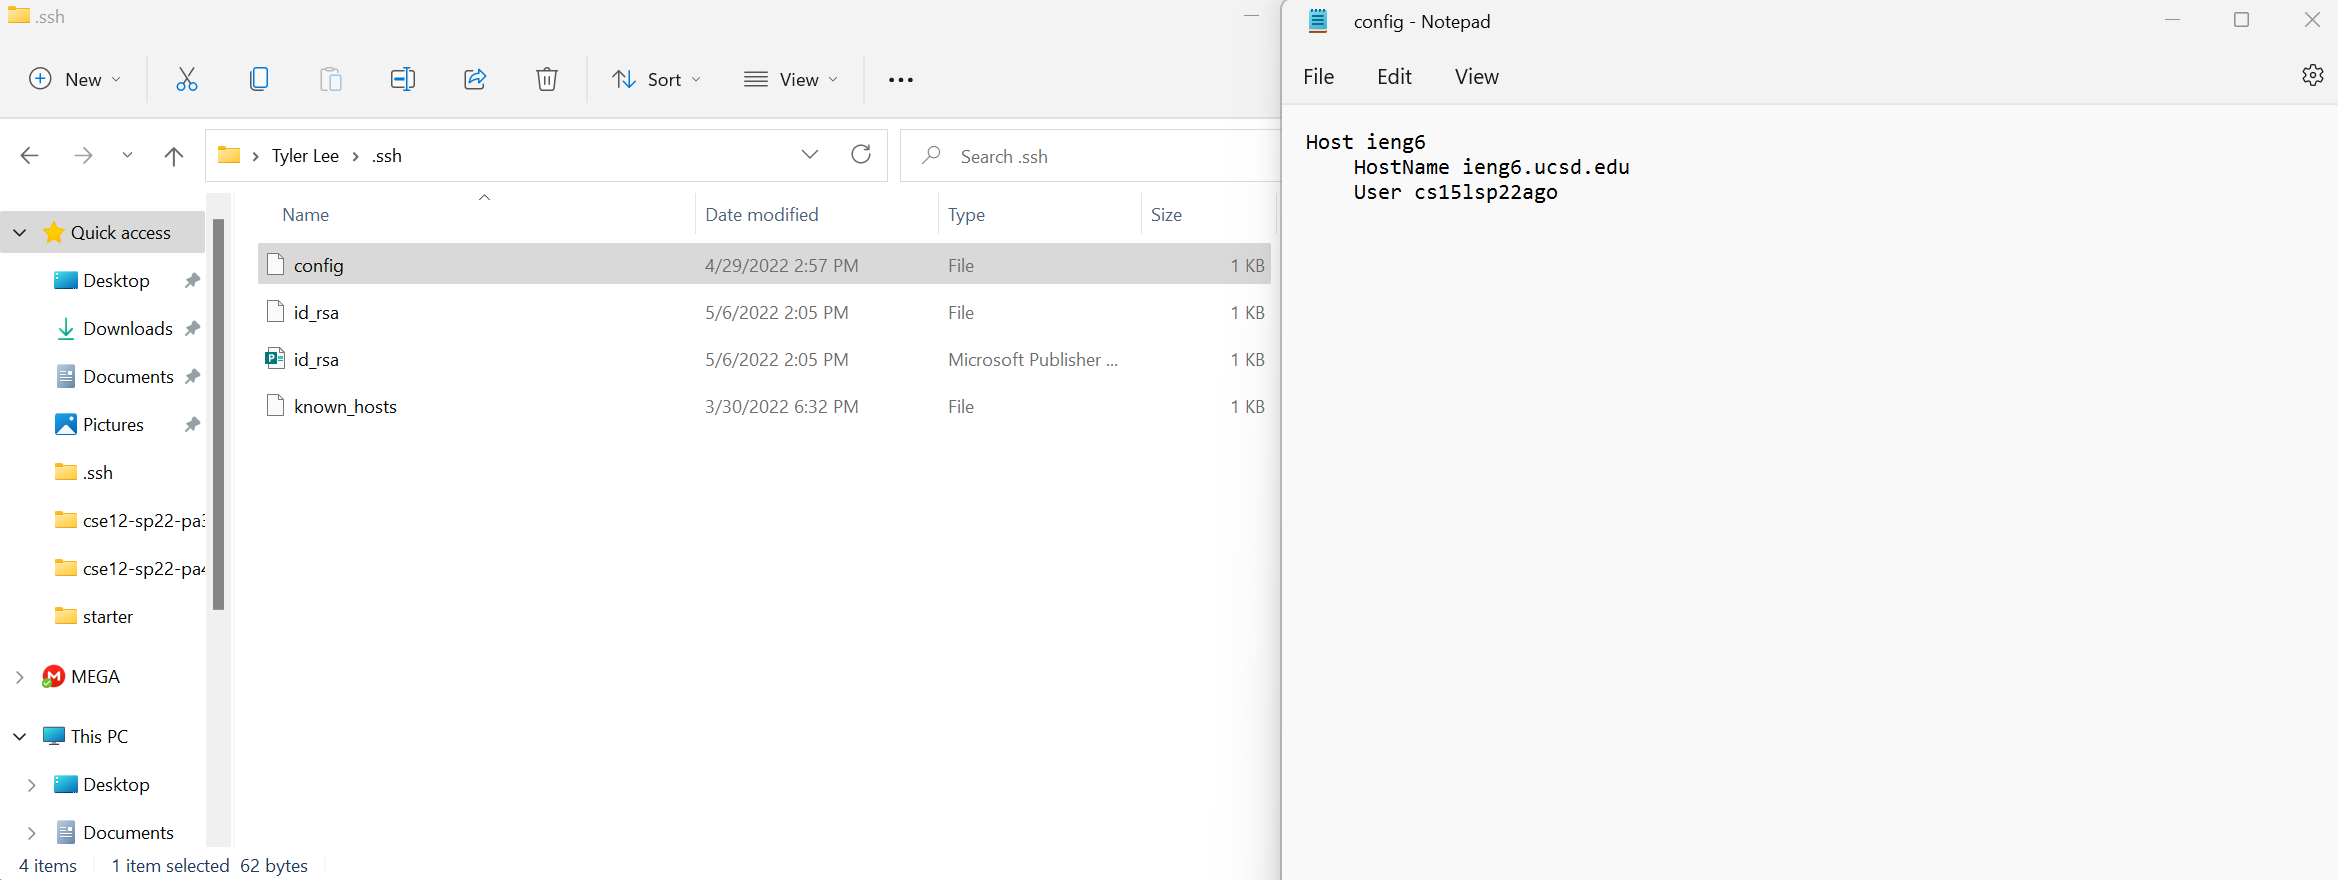 .ssh
New
Sort
View
Tyler Lee
.ssh
Search .ssh
Name
Date modified
Type
Size
Quick access
Desktop
Downloads
Documents
Pictures
.ssh
cse12-sp22-pa3
cse12-sp22-pa4
starter
MEGA
This PC
Desktop
Documents
config 4/29/2022 2:57 PM File 1 KB
id_rsa 5/6/2022 2:05 PM File 1 KB
id_rsa 5/6/2022 2:05 PM Microsoft Publisher ... 1 KB
known_hosts 3/30/2022 6:32 PM File 1 KB
4 items 1 item selected 62 bytes
config - Notepad
File Edit View
Host ieng6
HostName ieng6.ucsd.edu
User cs15lsp22ago